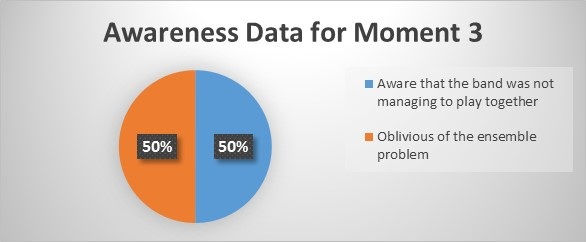 Awareness Data for Moment 3
50%
50%
Aware that the band was not
managing to play together
Oblivious of the ensemble
problem